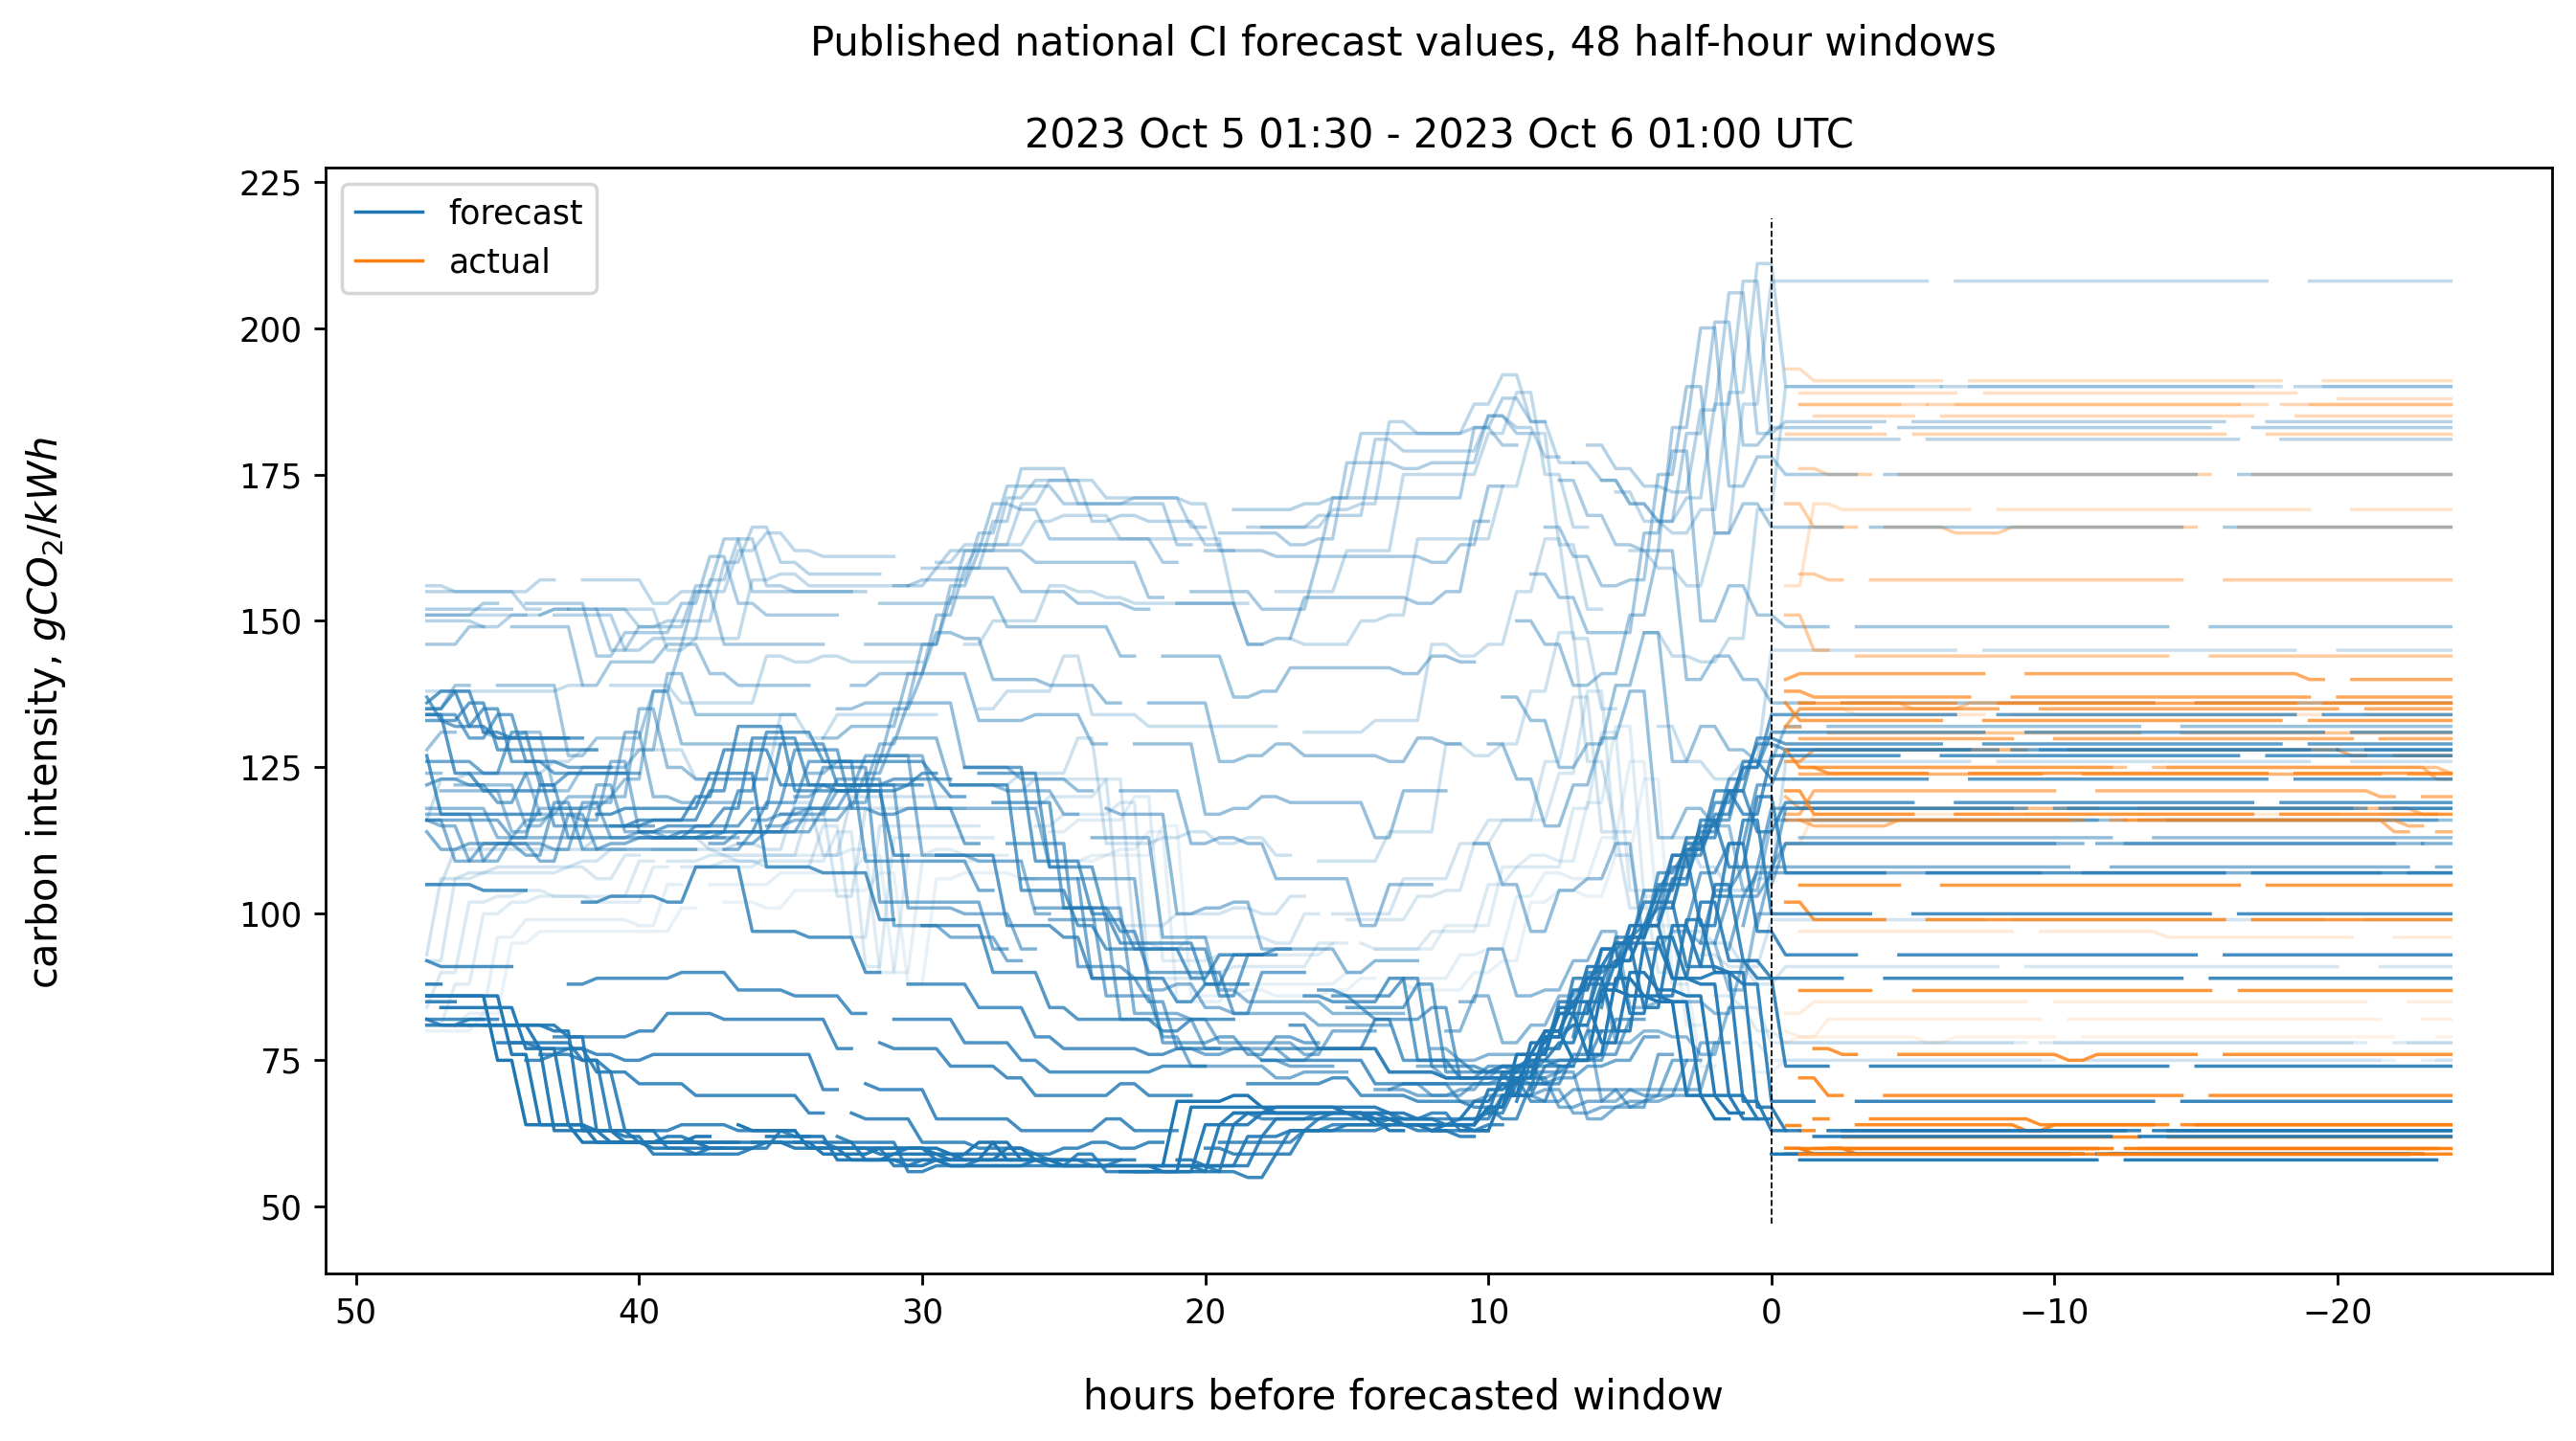 Published national CI forecast values, 48 half-hour windows
2023 Oct 5 01:30 - 2023 Oct 6 01:00 UTC
forecast
actual
carbon intensity, gCO₂/kWh
225
200
175
150
125
100
75
50
50 40 30 20 10 0 −10 −20
hours before forecasted window